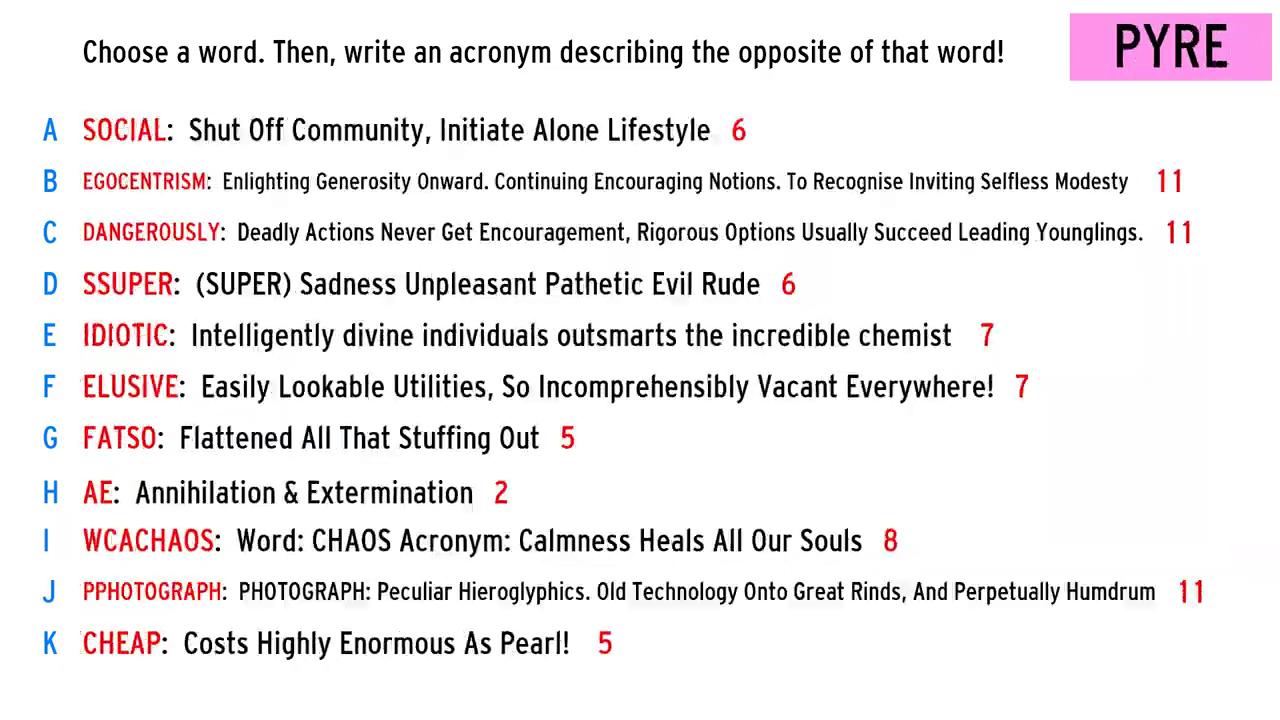 Choose a word. Then, write an acronym describing the opposite of that word!
PYRE
A SOCIAL: Shut Off Community, Initiate Alone Lifestyle 6
B EGOCENTRISM: Enlighting Generosity Onward. Continuing Encouraging Notions. To Recognise Inviting Selfless Modesty 11
C DANGEROUSLY: Deadly Actions Never Get Encouragement, Rigorous Options Usually Succeed Leading Younglings. 11
D SSUPER: (SUPER) Sadness Unpleasant Pathetic Evil Rude 6
E IDIOTIC: Intelligently divine individuals outsmarts the incredible chemist 7
F ELUSIVE: Easily Lookable Utilities, So Incomprehensibly Vacant Everywhere! 7
G FATSO: Flattened All That Stuffing Out 5
H AE: Annihilation & Extermination 2
I WCACHAOS: Word: CHAOS Acronym: Calmness Heals All Our Souls 8
J PPHOTOGRAPH: PHOTOGRAPH: Peculiar Hieroglyphics. Old Technology Onto Great Rinds, And Perpetually Humdrum 11
K CHEAP: Costs Highly Enormous As Pearl! 5